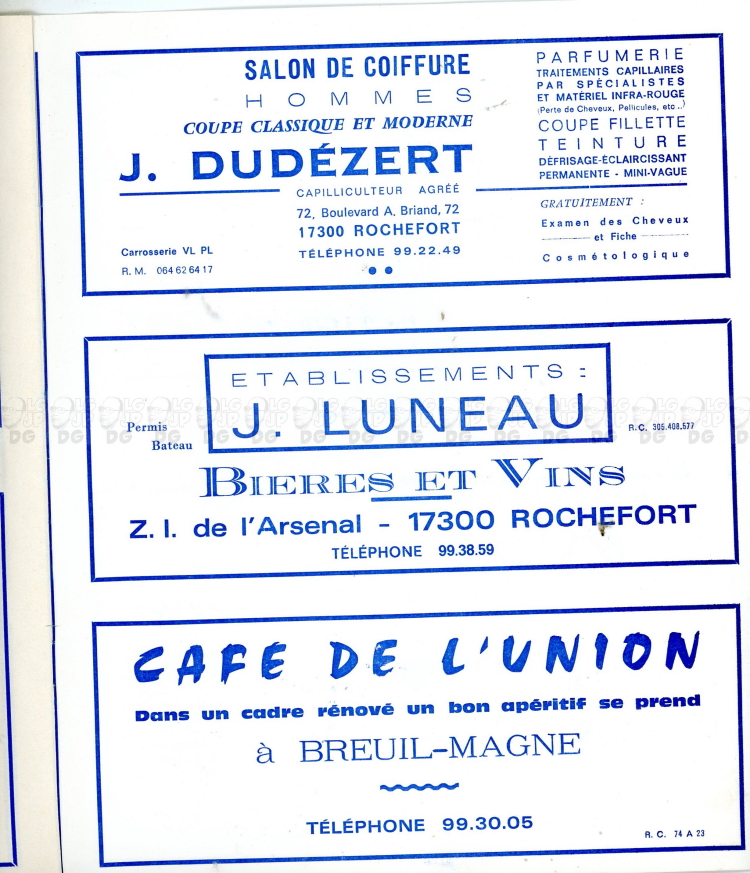 SALON DE COIFFURE
HOMMES
COUPE CLASSIQUE ET MODERNE
J. DUDÉZERT
CAPILLICULTEUR AGRÉÉ
72, Boulevard A. Briand, 72
17300 ROCHEFORT
TÉLÉPHONE 99.22.49
Carrosserie VL PL
R. M. 064 62 64 17
PARFUMERIE
TRAITEMENTS CAPILLAIRES
PAR SPÉCIALISTES
ET MATÉRIEL INFRA-ROUGE
(Perte de Cheveux, Pellicules, etc ..)
COUPE FILLETTE
TEINTURE
DÉFRISAGE-ÉCLAIRCISSANT
PERMANENTE - MINI-VAGUE
GRATUITEMENT :
Examen des Cheveux
et Fiche
Cosmétologique
ETABLISSEMENTS :
J. LUNEAU
Permis
Bateau
R.C. 305.408.577
BIERES ET VINS
Z. I. de l'Arsenal - 17300 ROCHEFORT
TÉLÉPHONE 99.38.59
CAFÉ DE L'UNION
Dans un cadre rénové un bon apéritif se prend
à BREUIL-MAGNE
TÉLÉPHONE 99.30.05
R. C. 74 A 23